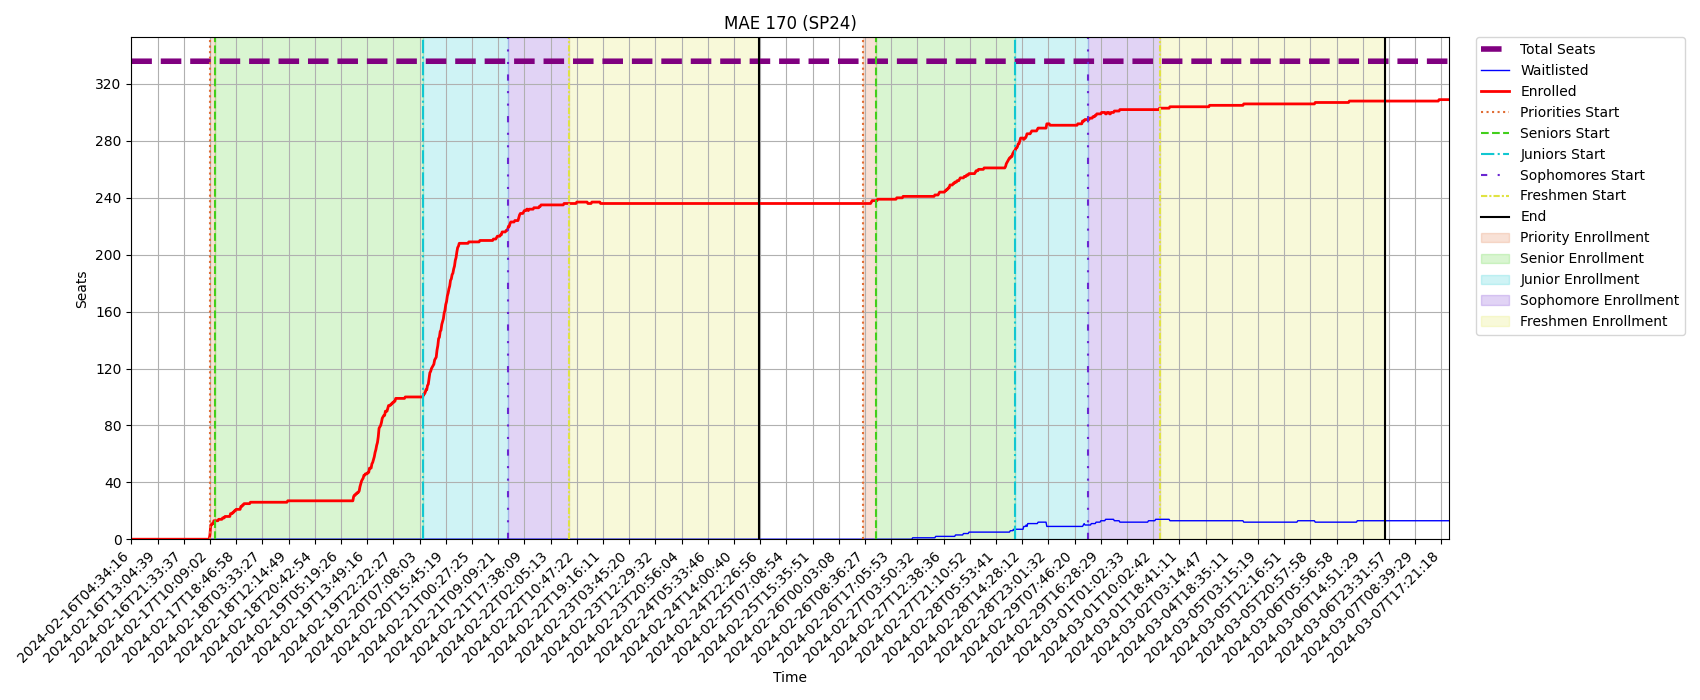 MAE 170 (SP24)
Total Seats
Waitlisted
Enrolled
Priorities Start
Seniors Start
Juniors Start
Sophomores Start
Freshmen Start
End
Priority Enrollment
Senior Enrollment
Junior Enrollment
Sophomore Enrollment
Freshmen Enrollment
Seats
320
280
240
200
160
120
80
40
0
2024-02-16T04:34:16
2024-02-16T13:04:39
2024-02-16T21:33:37
2024-02-17T10:09:02
2024-02-17T18:46:58
2024-02-18T03:33:27
2024-02-18T12:14:49
2024-02-18T20:42:54
2024-02-19T05:19:26
2024-02-19T13:49:16
2024-02-19T22:22:27
2024-02-20T07:08:03
2024-02-20T15:45:19
2024-02-21T00:27:25
2024-02-21T09:09:21
2024-02-21T17:38:09
2024-02-22T02:05:13
2024-02-22T10:47:22
2024-02-22T19:16:11
2024-02-23T03:45:20
2024-02-23T12:29:32
2024-02-23T20:56:04
2024-02-24T05:33:46
2024-02-24T14:00:40
2024-02-24T22:26:56
2024-02-25T07:08:54
2024-02-25T15:35:51
2024-02-26T00:03:08
2024-02-26T08:36:27
2024-02-26T17:05:53
2024-02-27T03:50:32
2024-02-27T12:38:36
2024-02-27T21:10:52
2024-02-28T05:53:41
2024-02-28T14:28:12
2024-02-28T23:01:32
2024-02-29T07:46:20
2024-02-29T16:28:29
2024-03-01T01:02:33
2024-03-01T10:02:42
2024-03-01T18:41:11
2024-03-02T03:14:47
2024-03-04T18:35:11
2024-03-05T03:15:19
2024-03-05T12:16:51
2024-03-05T20:57:58
2024-03-06T05:56:58
2024-03-06T14:51:29
2024-03-06T23:31:57
2024-03-07T08:39:29
2024-03-07T17:21:18
Time